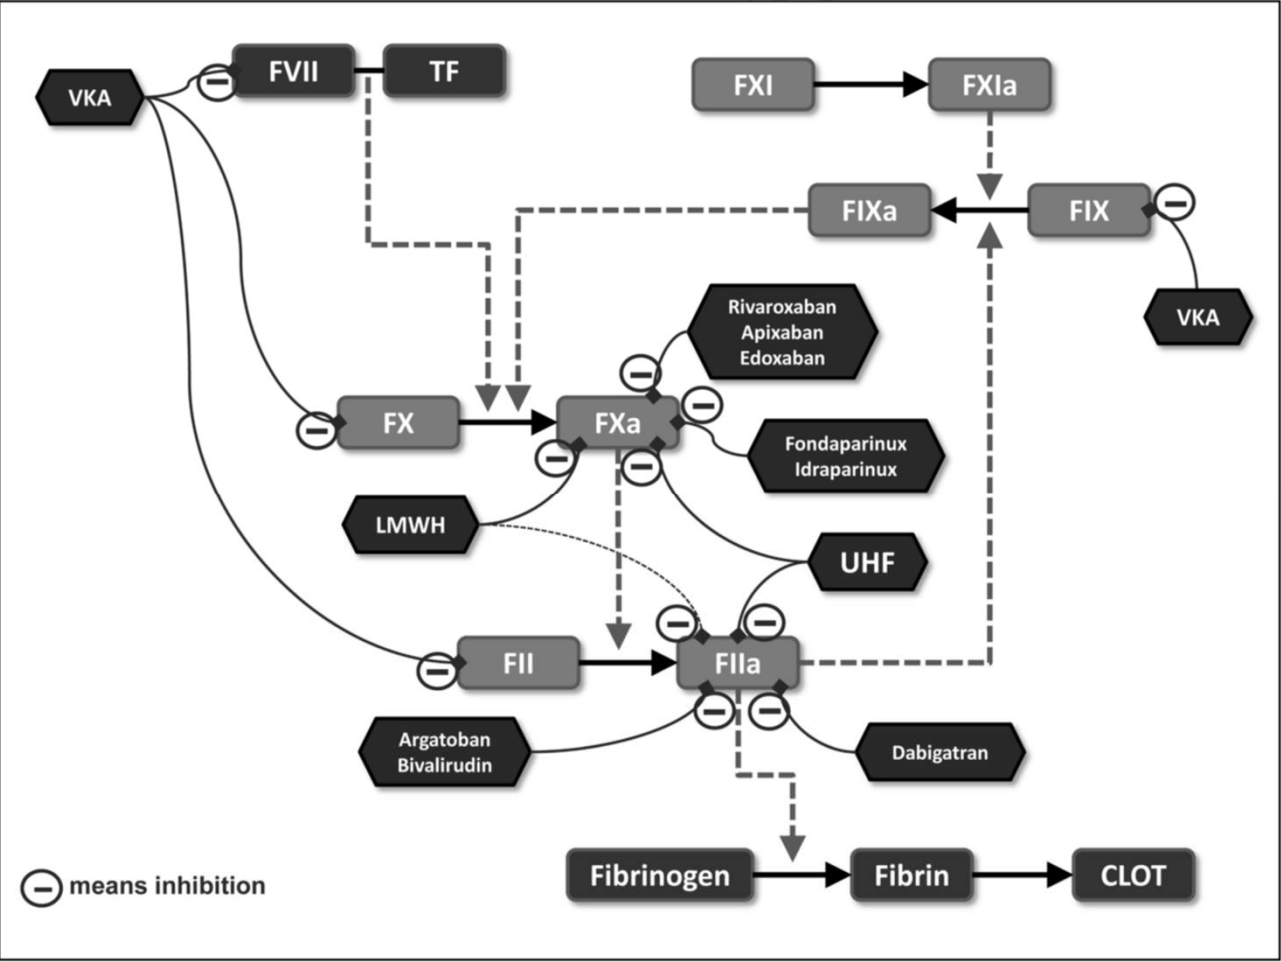 FVII
TF
VKA
FXI
FXIa
FIXa
FIX
VKA
Rivaroxaban
Apixaban
Edoxaban
FX
FXa
Fondaparinux
Idraparinux
LMWH
UHF
FII
FIIa
Argatoban
Bivalirudin
Dabigatran
Fibrinogen
Fibrin
CLOT
means inhibition